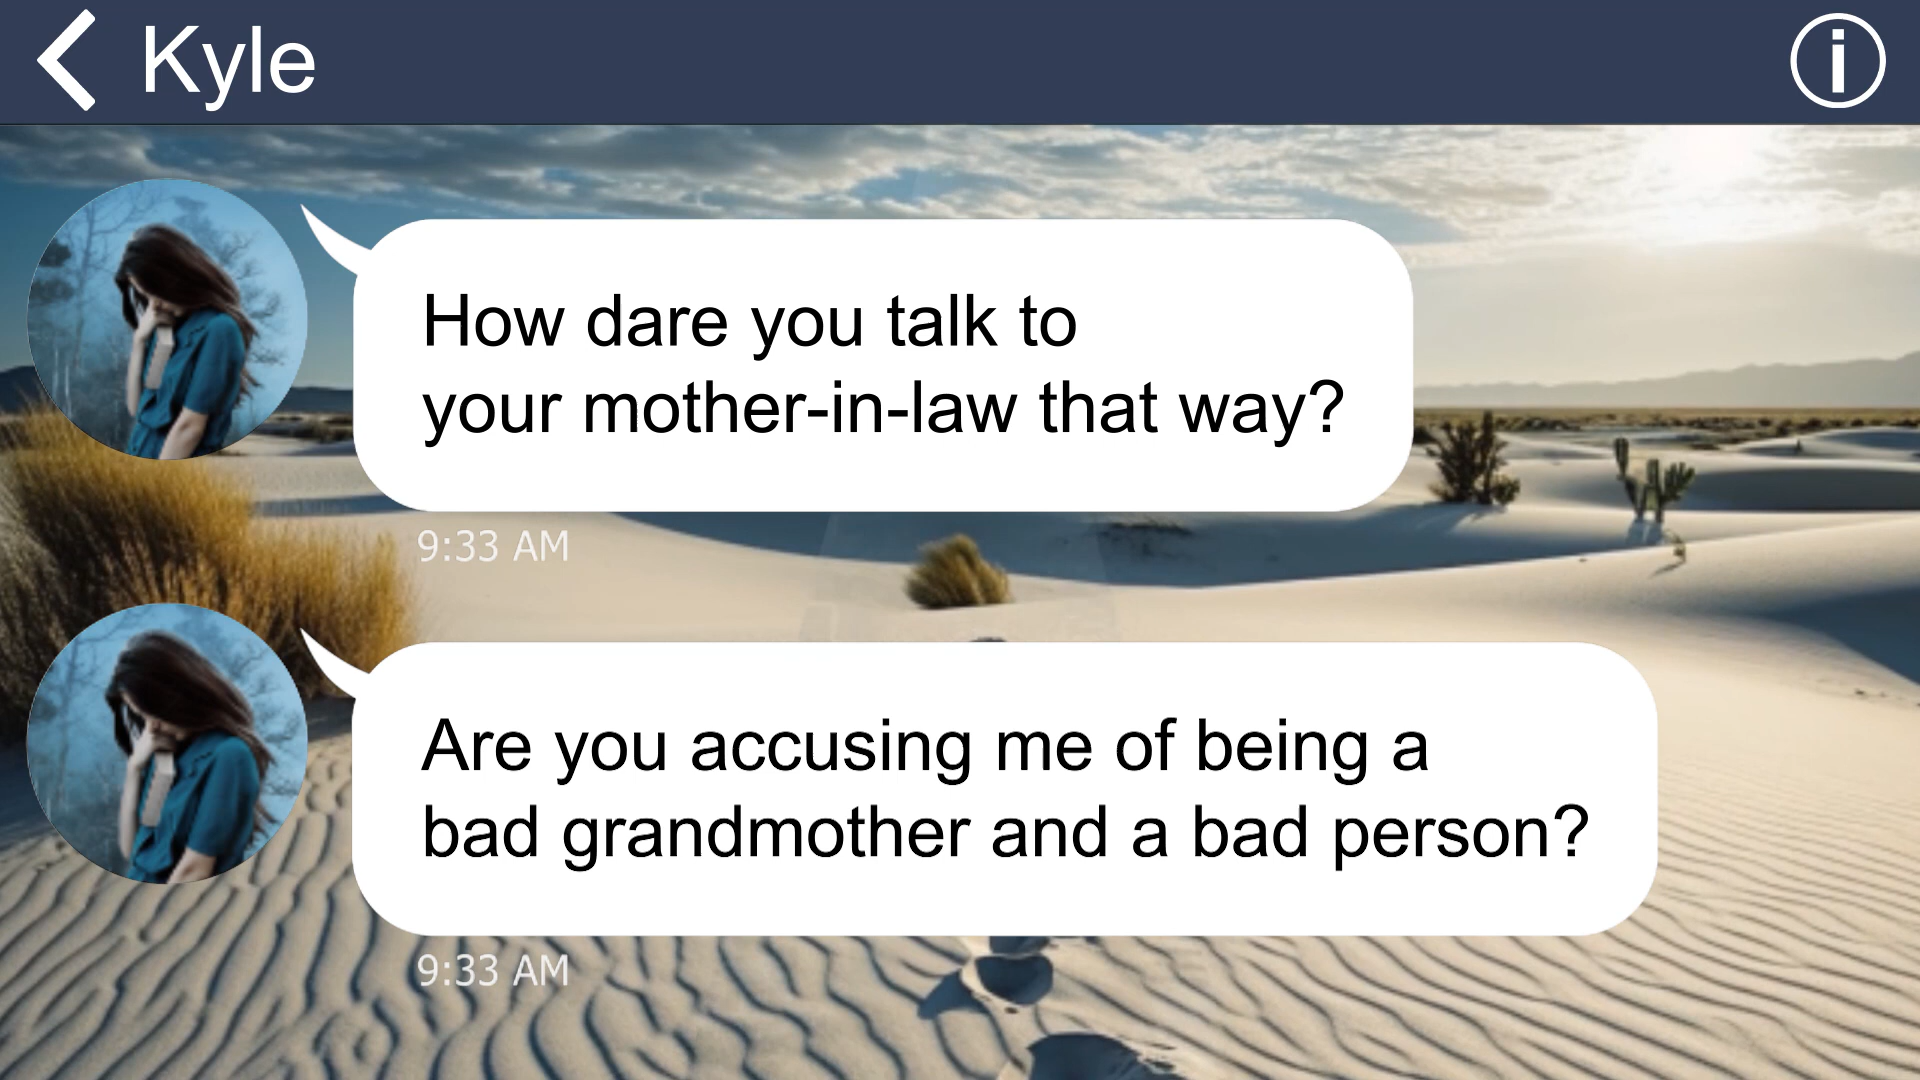 Kyle
How dare you talk to
your mother-in-law that way?
9:33 AM
Are you accusing me of being a
bad grandmother and a bad person?
9:33 AM